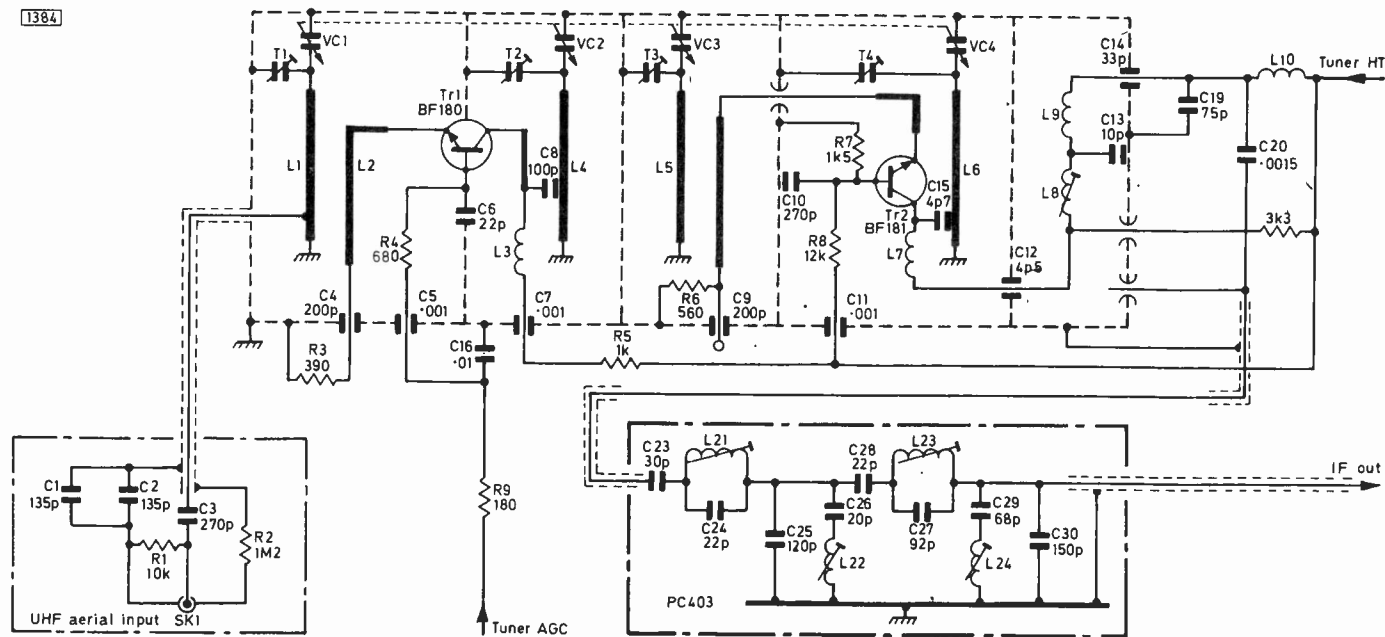 1384
VC1
T1
T2
VC2
T3
VC3
T4
VC4
C14
33p
L10
Tuner HT
Tr1
BF180
C19
75p
L9
C13
10p
C20
.0015
L1
L2
C8
100p
L4
L5
R7
1k5
L6
L8
C10
270p
C15
4p7
Tr2
BF181
C6
22p
R4
680
L3
R8
12k
L7
3k3
C12
4p5
C4
200p
C5
.001
C7
.001
R6
560
C9
200p
C11
.001
R3
390
C16
.01
R5
1k
C1
135p
C2
135p
C3
270p
R2
1M2
R1
10k
UHF aerial input SK1
R9
180
Tuner AGC
C23
30p
L21
C24
22p
C28
22p
L23
C27
92p
IF out
C25
120p
C26
20p
L22
C29
68p
L24
C30
150p
PC403